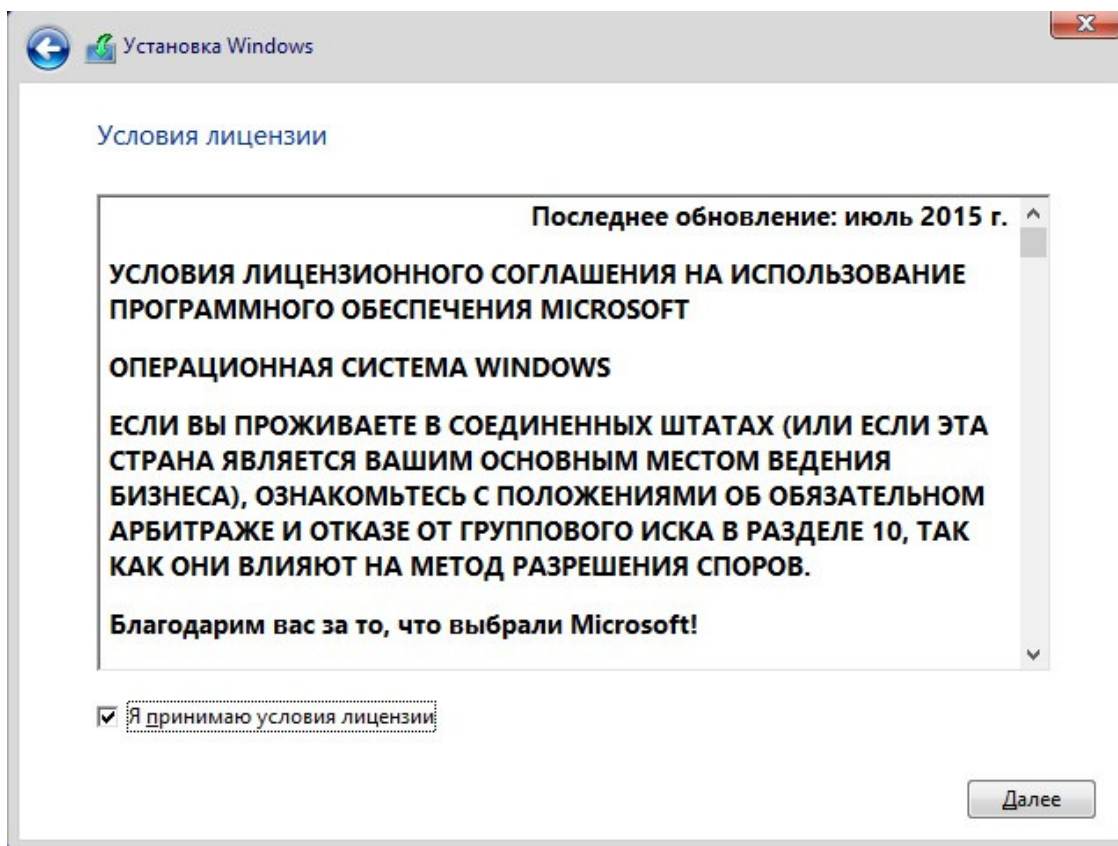 Установка Windows
Условия лицензии
Последнее обновление: июль 2015 г.
УСЛОВИЯ ЛИЦЕНЗИОННОГО СОГЛАШЕНИЯ НА ИСПОЛЬЗОВАНИЕ
ПРОГРАММНОГО ОБЕСПЕЧЕНИЯ MICROSOFT
ОПЕРАЦИОННАЯ СИСТЕМА WINDOWS
ЕСЛИ ВЫ ПРОЖИВАЕТЕ В СОЕДИНЕННЫХ ШТАТАХ (ИЛИ ЕСЛИ ЭТА
СТРАНА ЯВЛЯЕТСЯ ВАШИМ ОСНОВНЫМ МЕСТОМ ВЕДЕНИЯ
БИЗНЕСА), ОЗНАКОМЬТЕСЬ С ПОЛОЖЕНИЯМИ ОБ ОБЯЗАТЕЛЬНОМ
АРБИТРАЖЕ И ОТКАЗЕ ОТ ГРУППОВОГО ИСКА В РАЗДЕЛЕ 10, ТАК
КАК ОНИ ВЛИЯЮТ НА МЕТОД РАЗРЕШЕНИЯ СПОРОВ.
Благодарим вас за то, что выбрали Microsoft!
Я принимаю условия лицензии
Далее